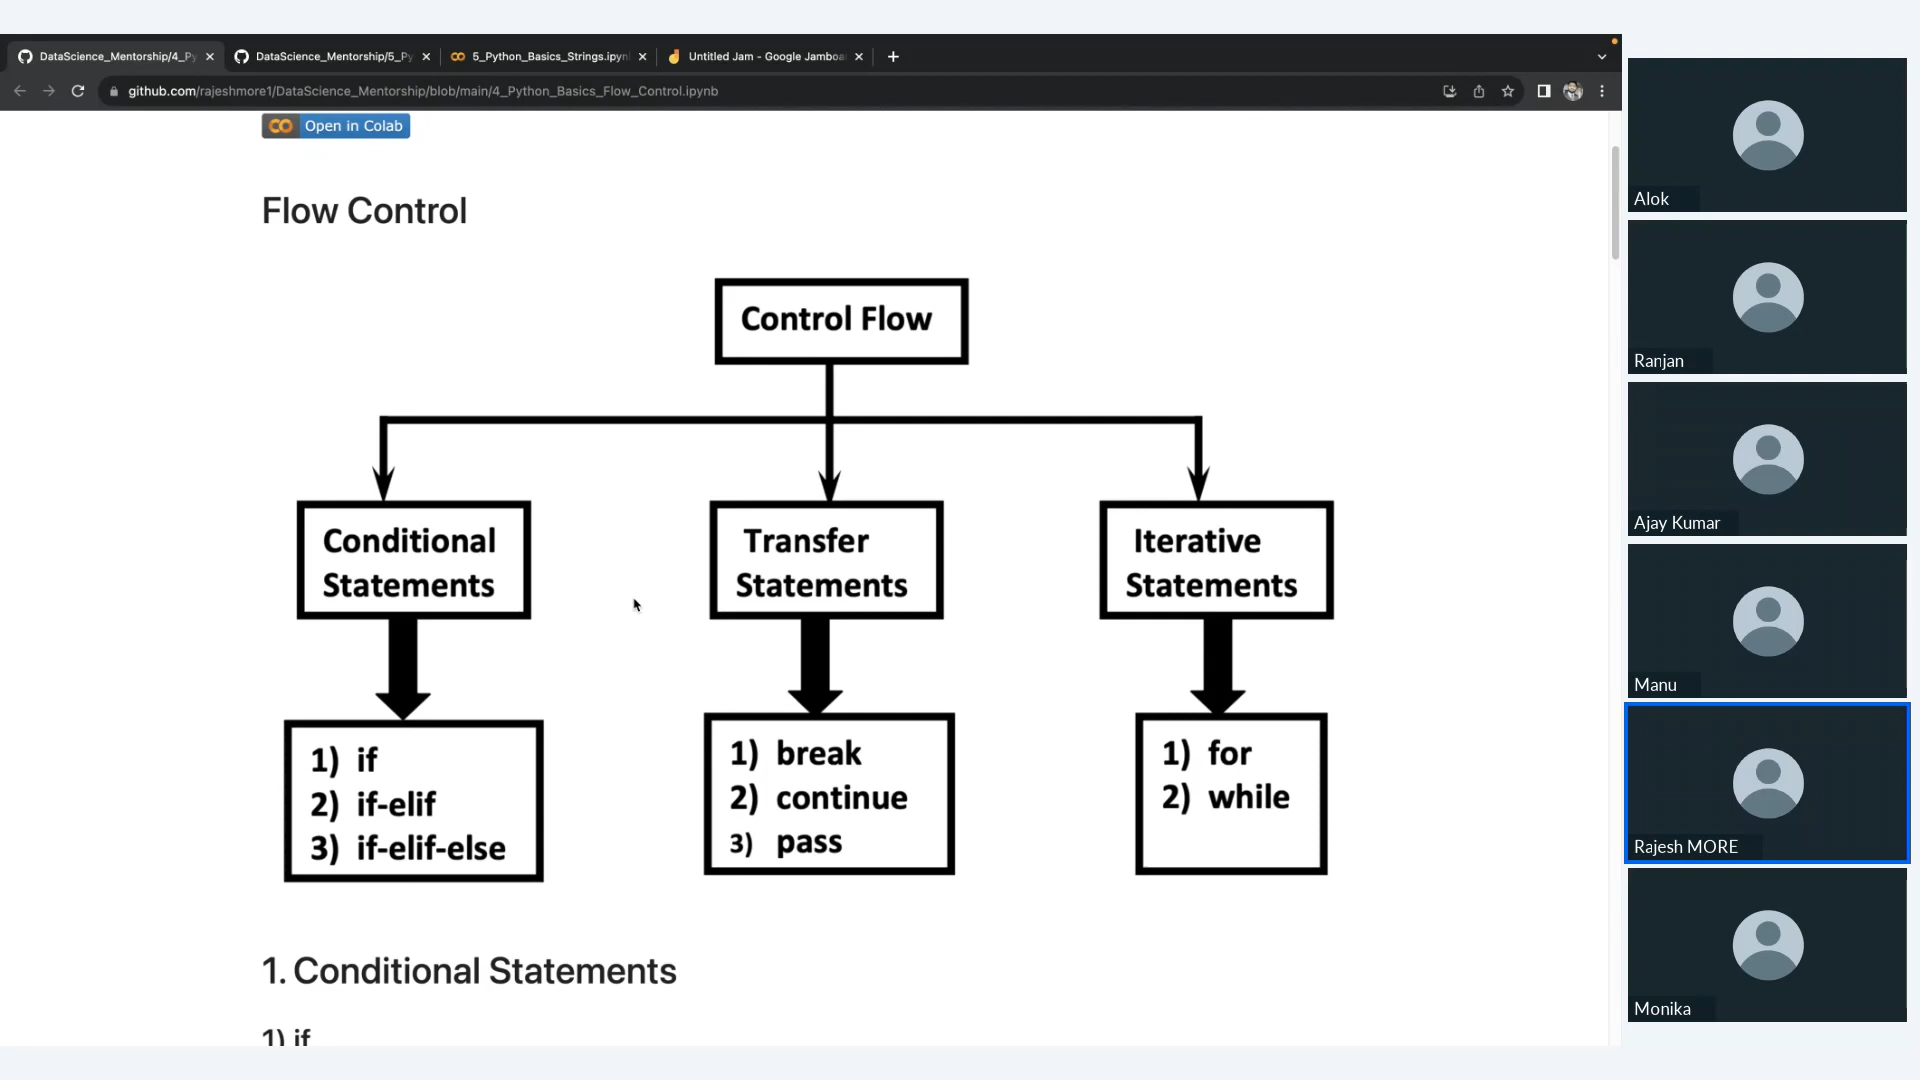 DataScience_Mentorship/4_Py
DataScience_Mentorship/5_Py
5_Python_Basics_Strings.ipyn
Untitled Jam - Google Jamboa
github.com/rajeshmore1/DataScience_Mentorship/blob/main/4_Python_Basics_Flow_Control.ipynb
Open in Colab
Flow Control
Control Flow
Conditional
Statements
Transfer
Statements
Iterative
Statements
1) if
2) if-elif
3) if-elif-else
1) break
2) continue
3) pass
1) for
2) while
1. Conditional Statements
1) if
Alok
Ranjan
Ajay Kumar
Manu
Rajesh MORE
Monika